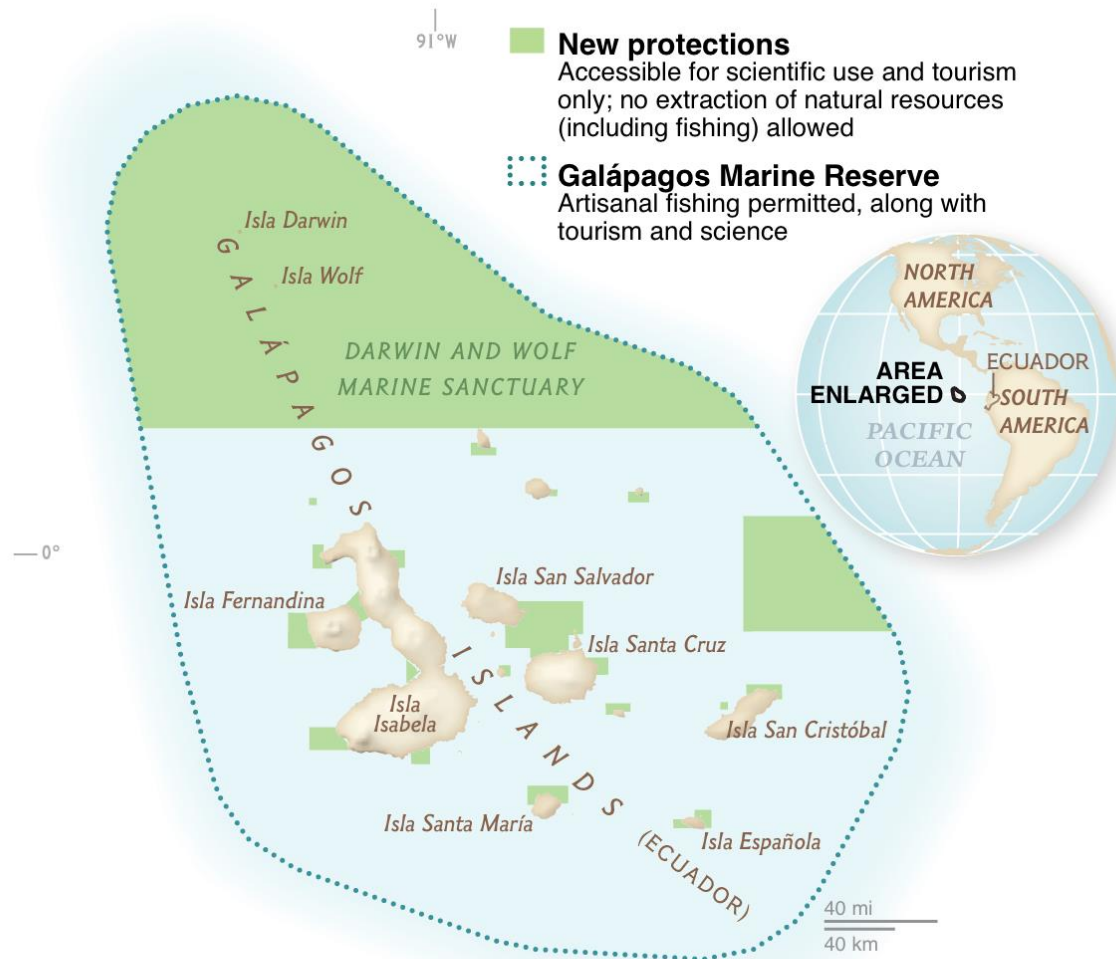 91°W
New protections
Accessible for scientific use and tourism
only; no extraction of natural resources
(including fishing) allowed
Galápagos Marine Reserve
Artisanal fishing permitted, along with
tourism and science
Isla Darwin
Isla Wolf
GALÁPAGOS
DARWIN AND WOLF
MARINE SANCTUARY
NORTH
AMERICA
AREA
ENLARGED
ECUADOR
SOUTH
AMERICA
PACIFIC
OCEAN
0°
Isla San Salvador
Isla Fernandina
Isla Santa Cruz
ISLANDS
Isla
Isabela
Isla San Cristóbal
Isla Santa María
Isla Española
(ECUADOR)
40 mi
40 km